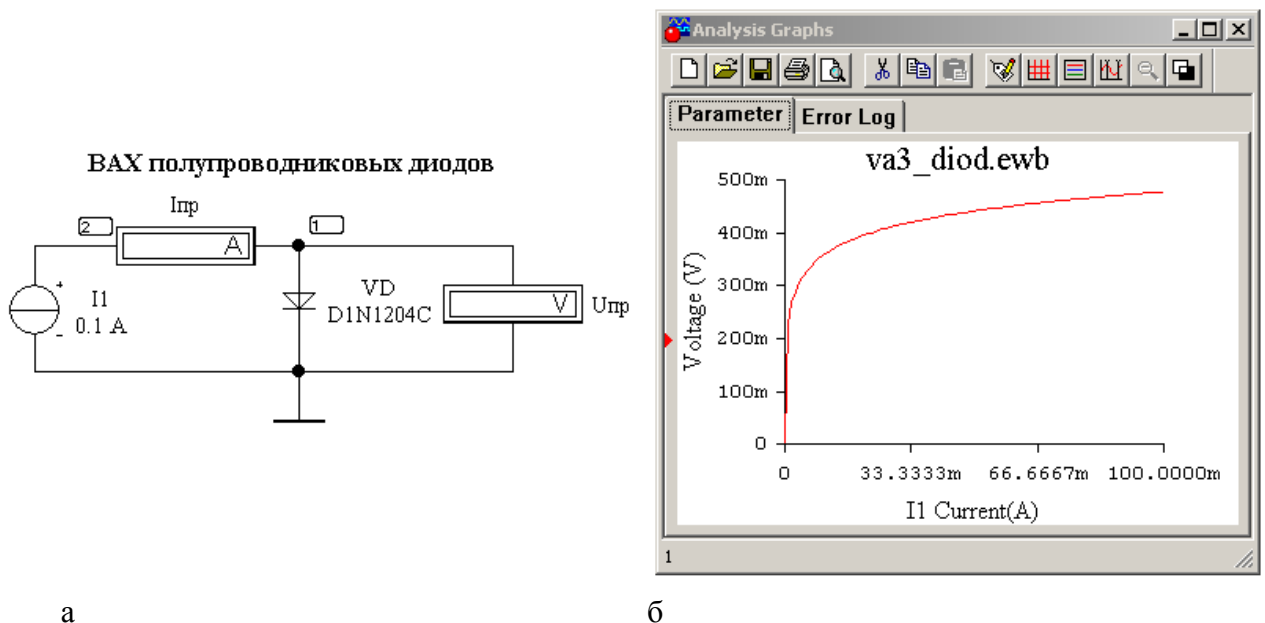 Analysis Graphs
Parameter Error Log
ВАХ полупроводниковых диодов
Iпр
2
1
A
I1
0.1 A
+
-
VD
D1N1204C
V
Uпр
va3_diod.ewb
Voltage (V)
500m
400m
300m
200m
100m
0
0 33.3333m 66.6667m 100.0000m
I1 Current(A)
1
а
б